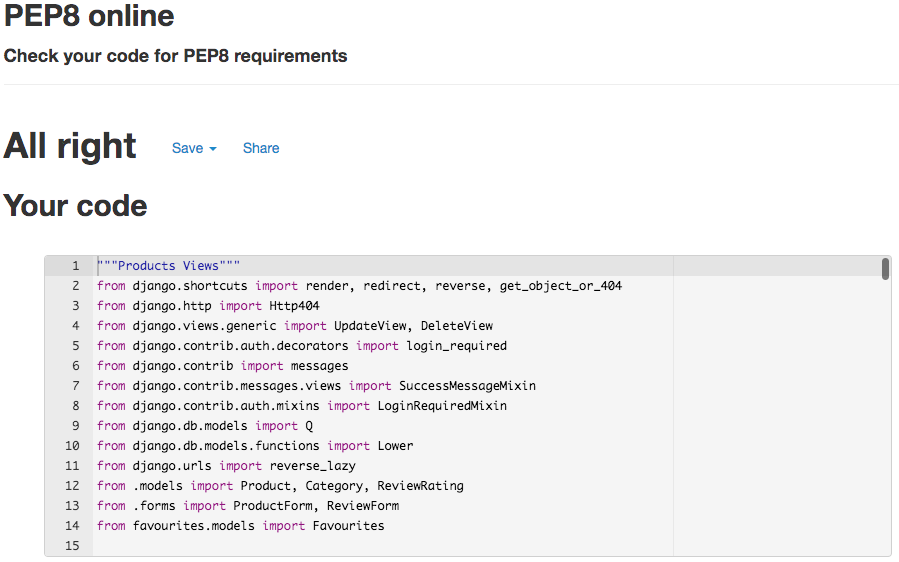 PEP8 online
Check your code for PEP8 requirements
All right Save Share
Your code
1 """Products Views"""
2 from django.shortcuts import render, redirect, reverse, get_object_or_404
3 from django.http import Http404
4 from django.views.generic import UpdateView, DeleteView
5 from django.contrib.auth.decorators import login_required
6 from django.contrib import messages
7 from django.contrib.messages.views import SuccessMessageMixin
8 from django.contrib.auth.mixins import LoginRequiredMixin
9 from django.db.models import Q
10 from django.db.models.functions import Lower
11 from django.urls import reverse_lazy
12 from .models import Product, Category, ReviewRating
13 from .forms import ProductForm, ReviewForm
14 from favourites.models import Favourites
15